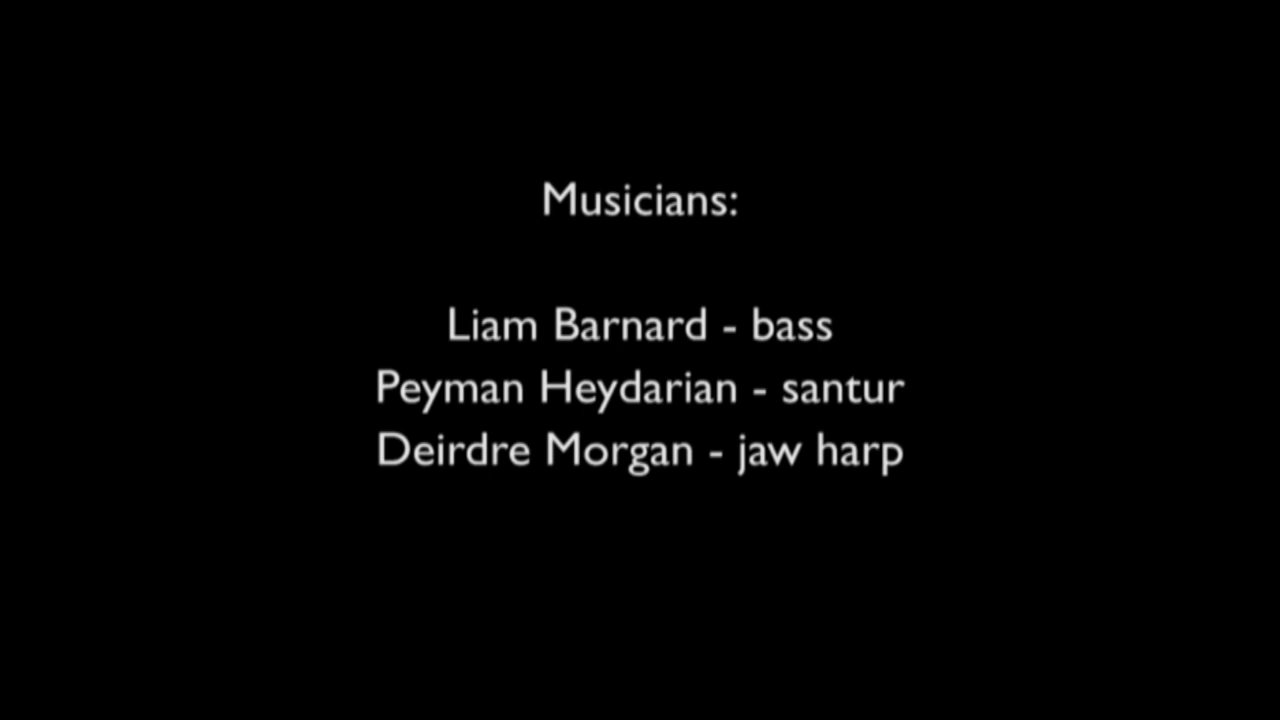 Musicians:
Liam Barnard - bass
Peyman Heydarian - santur
Deirdre Morgan - jaw harp